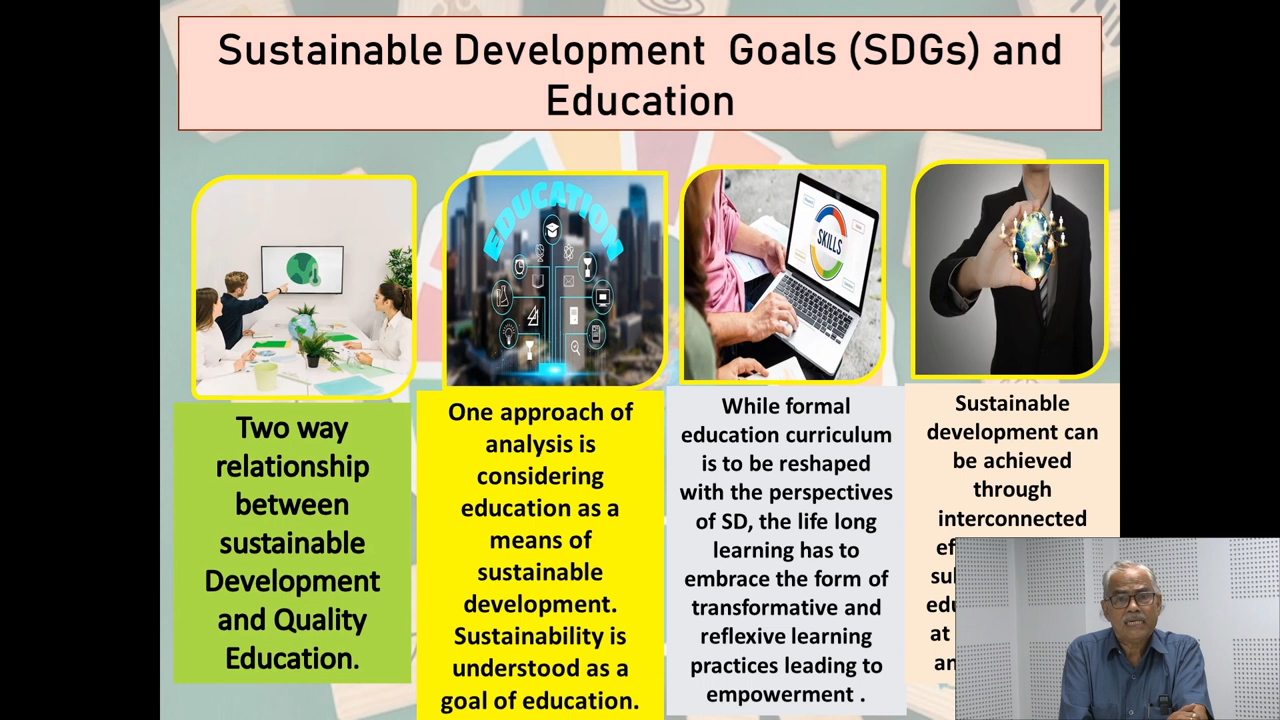 Sustainable Development Goals (SDGs) and
Education
EDUCATION
SKILLS
Two way
relationship
between
sustainable
Development
and Quality
Education.
One approach of
analysis is
considering
education as a
means of
sustainable
development.
Sustainability is
understood as a
goal of education.
While formal
education curriculum
is to be reshaped
with the perspectives
of SD, the life long
learning has to
embrace the form of
transformative and
reflexive learning
practices leading to
empowerment .
Sustainable
development can
be achieved
through
interconnected
at